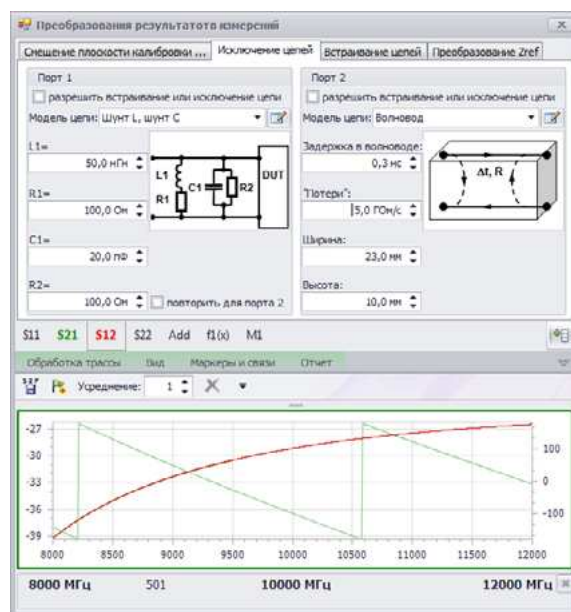 Преобразования результатотв измерений
Смещение плоскости калибровки ...
Исключение цепей
Встраивание цепей
Преобразование Zref
Порт 1
разрешить встраивание или исключение цепи
Модель цепи: Шунт L, шунт C
L1=
50,0 нГн
R1=
100,0 Ом
C1=
20,0 пФ
R2=
100,0 Ом
повторить для порта 2
L1
R1
C1
R2
DUT
Порт 2
разрешить встраивание или исключение цепи
Модель цепи: Волновод
Задержка в волноводе:
0,3 нс
"Потери":
5,0 ГОм/с
Ширина:
23,0 мм
Высота:
10,0 мм
Δt, R
S11 S21 S12 S22 Add f1(x) M1
Обработка трассы Вид Маркеры и связи Отчет
Усреднение: 1
-27
-30
-33
-36
-39
100
0
-100
8000 8500 9000 9500 10000 10500 11000 11500 12000
8000 МГц 501 10000 МГц 12000 МГц